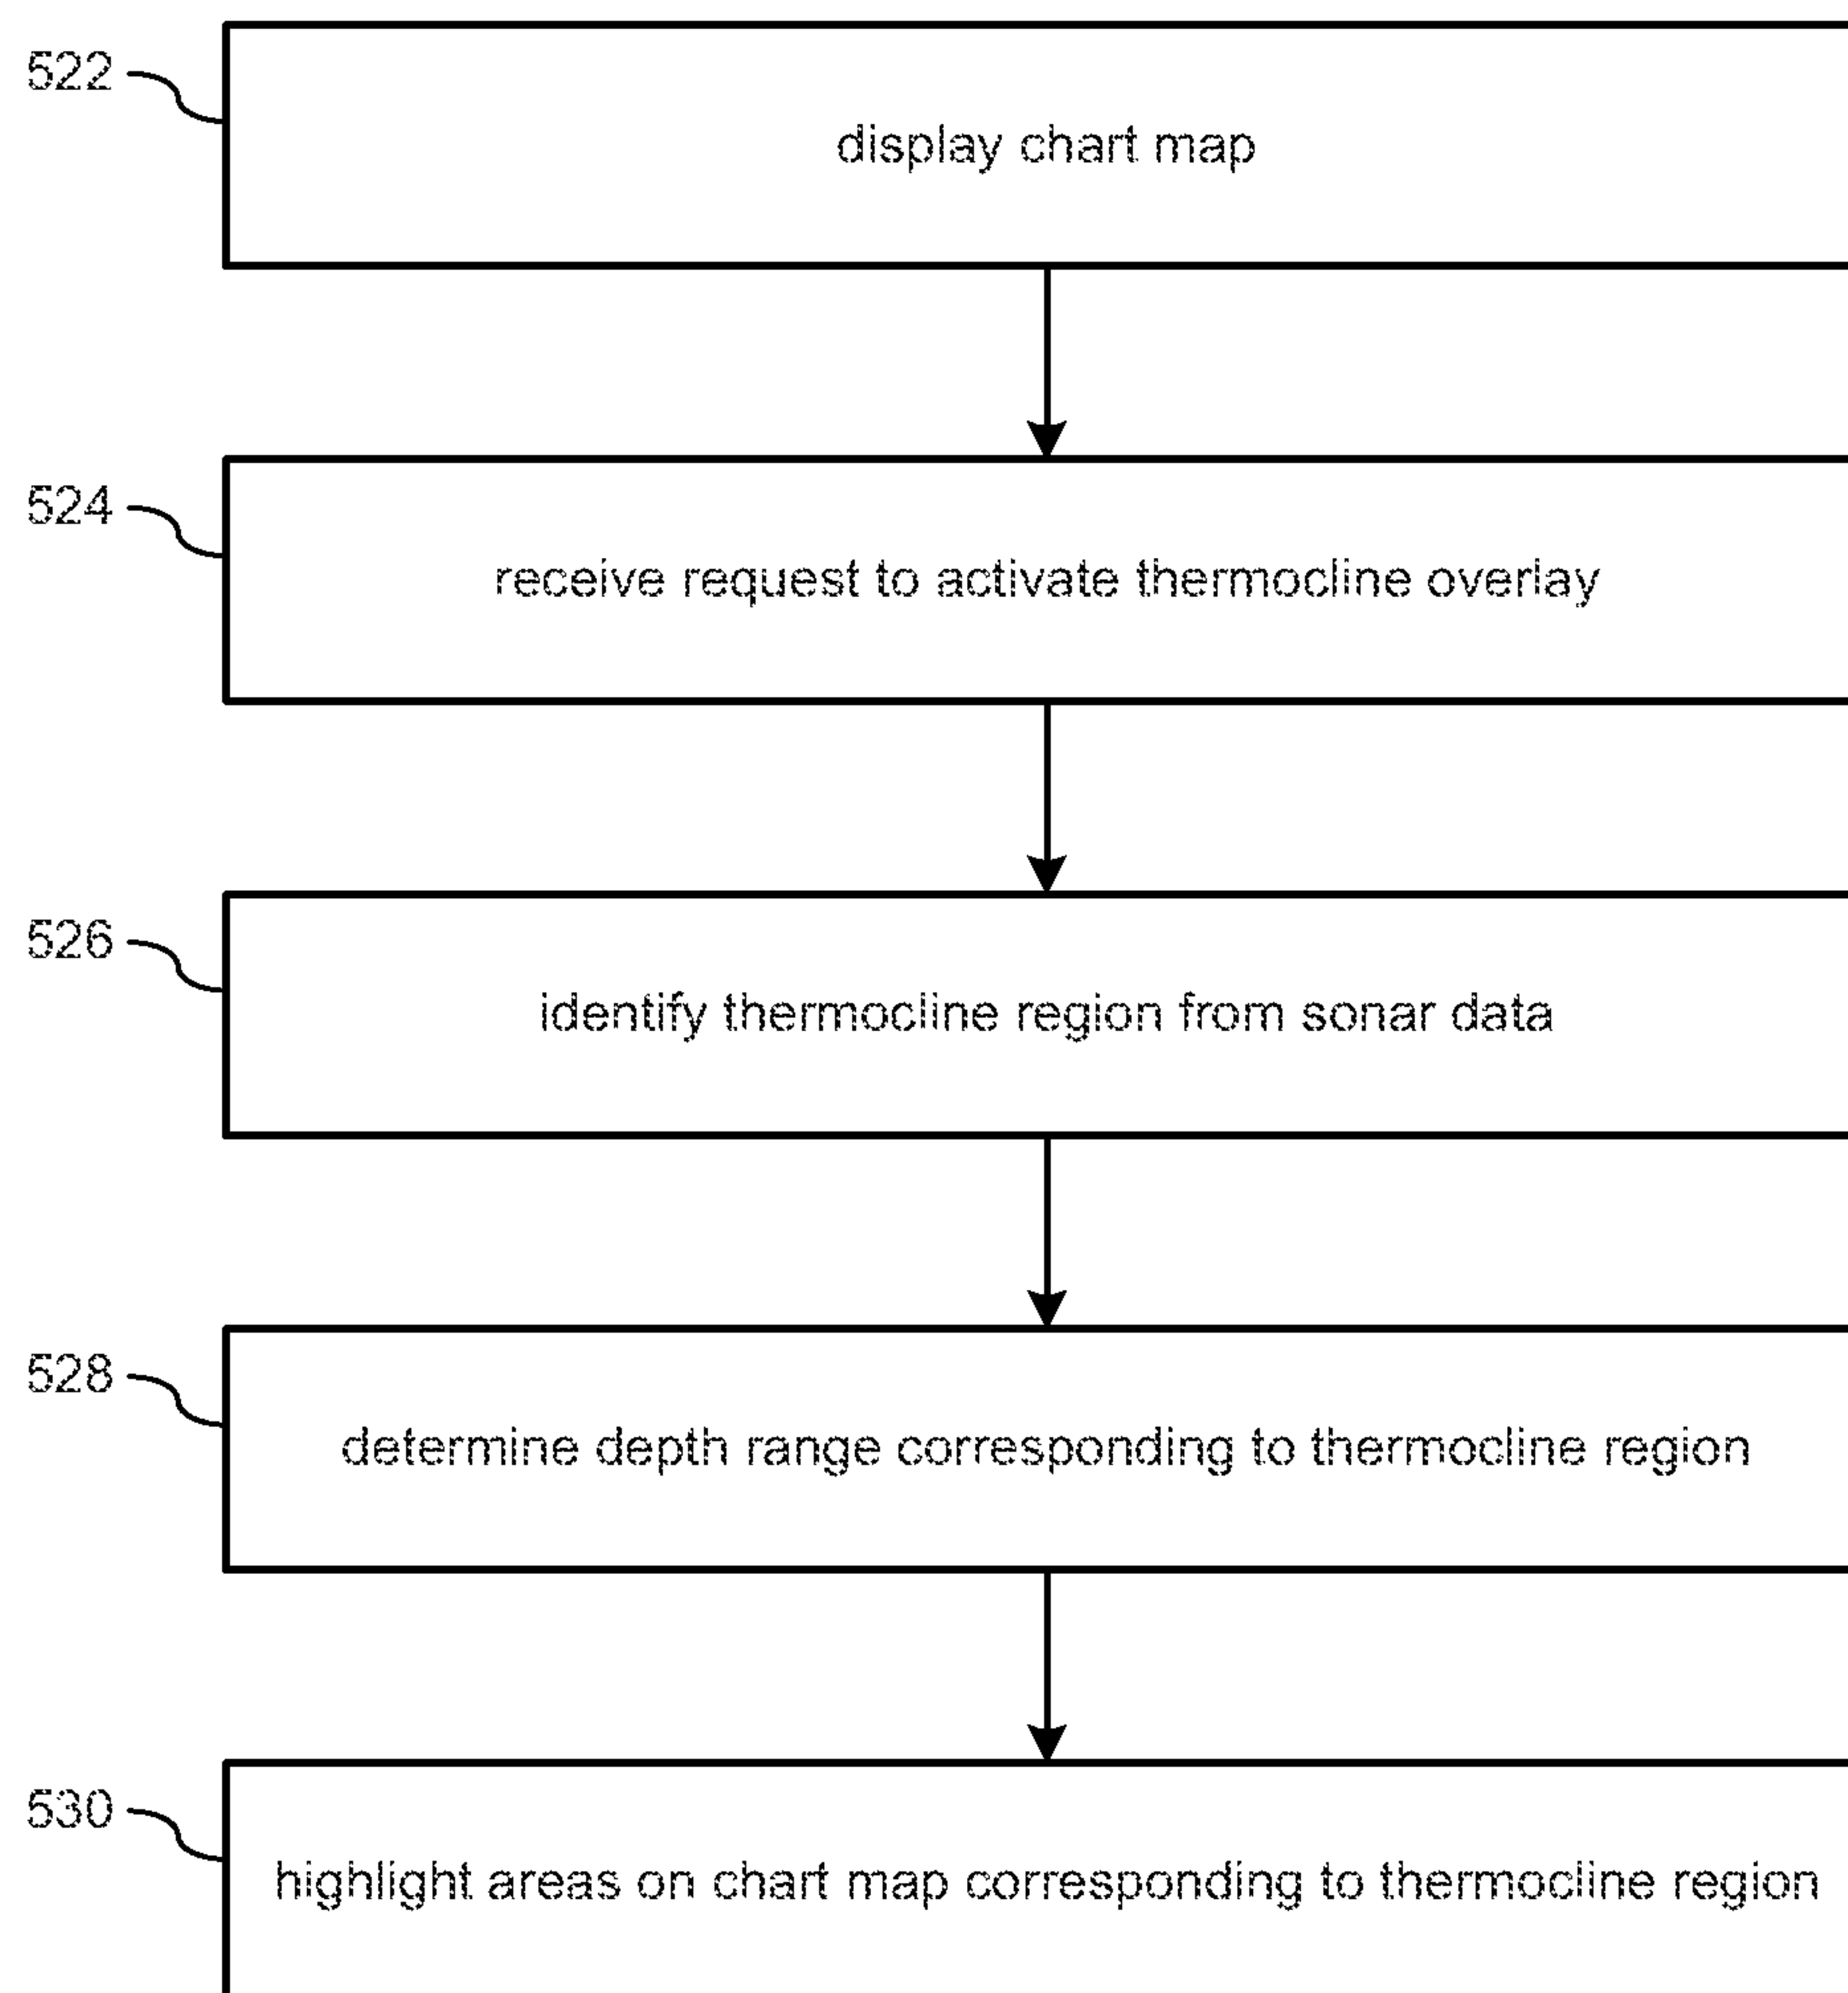 522
display chart map
524
receive request to activate thermocline overlay
526
identify thermocline region from sonar data
528
determine depth range corresponding to thermocline region
530
highlight areas on chart map corresponding to thermocline region